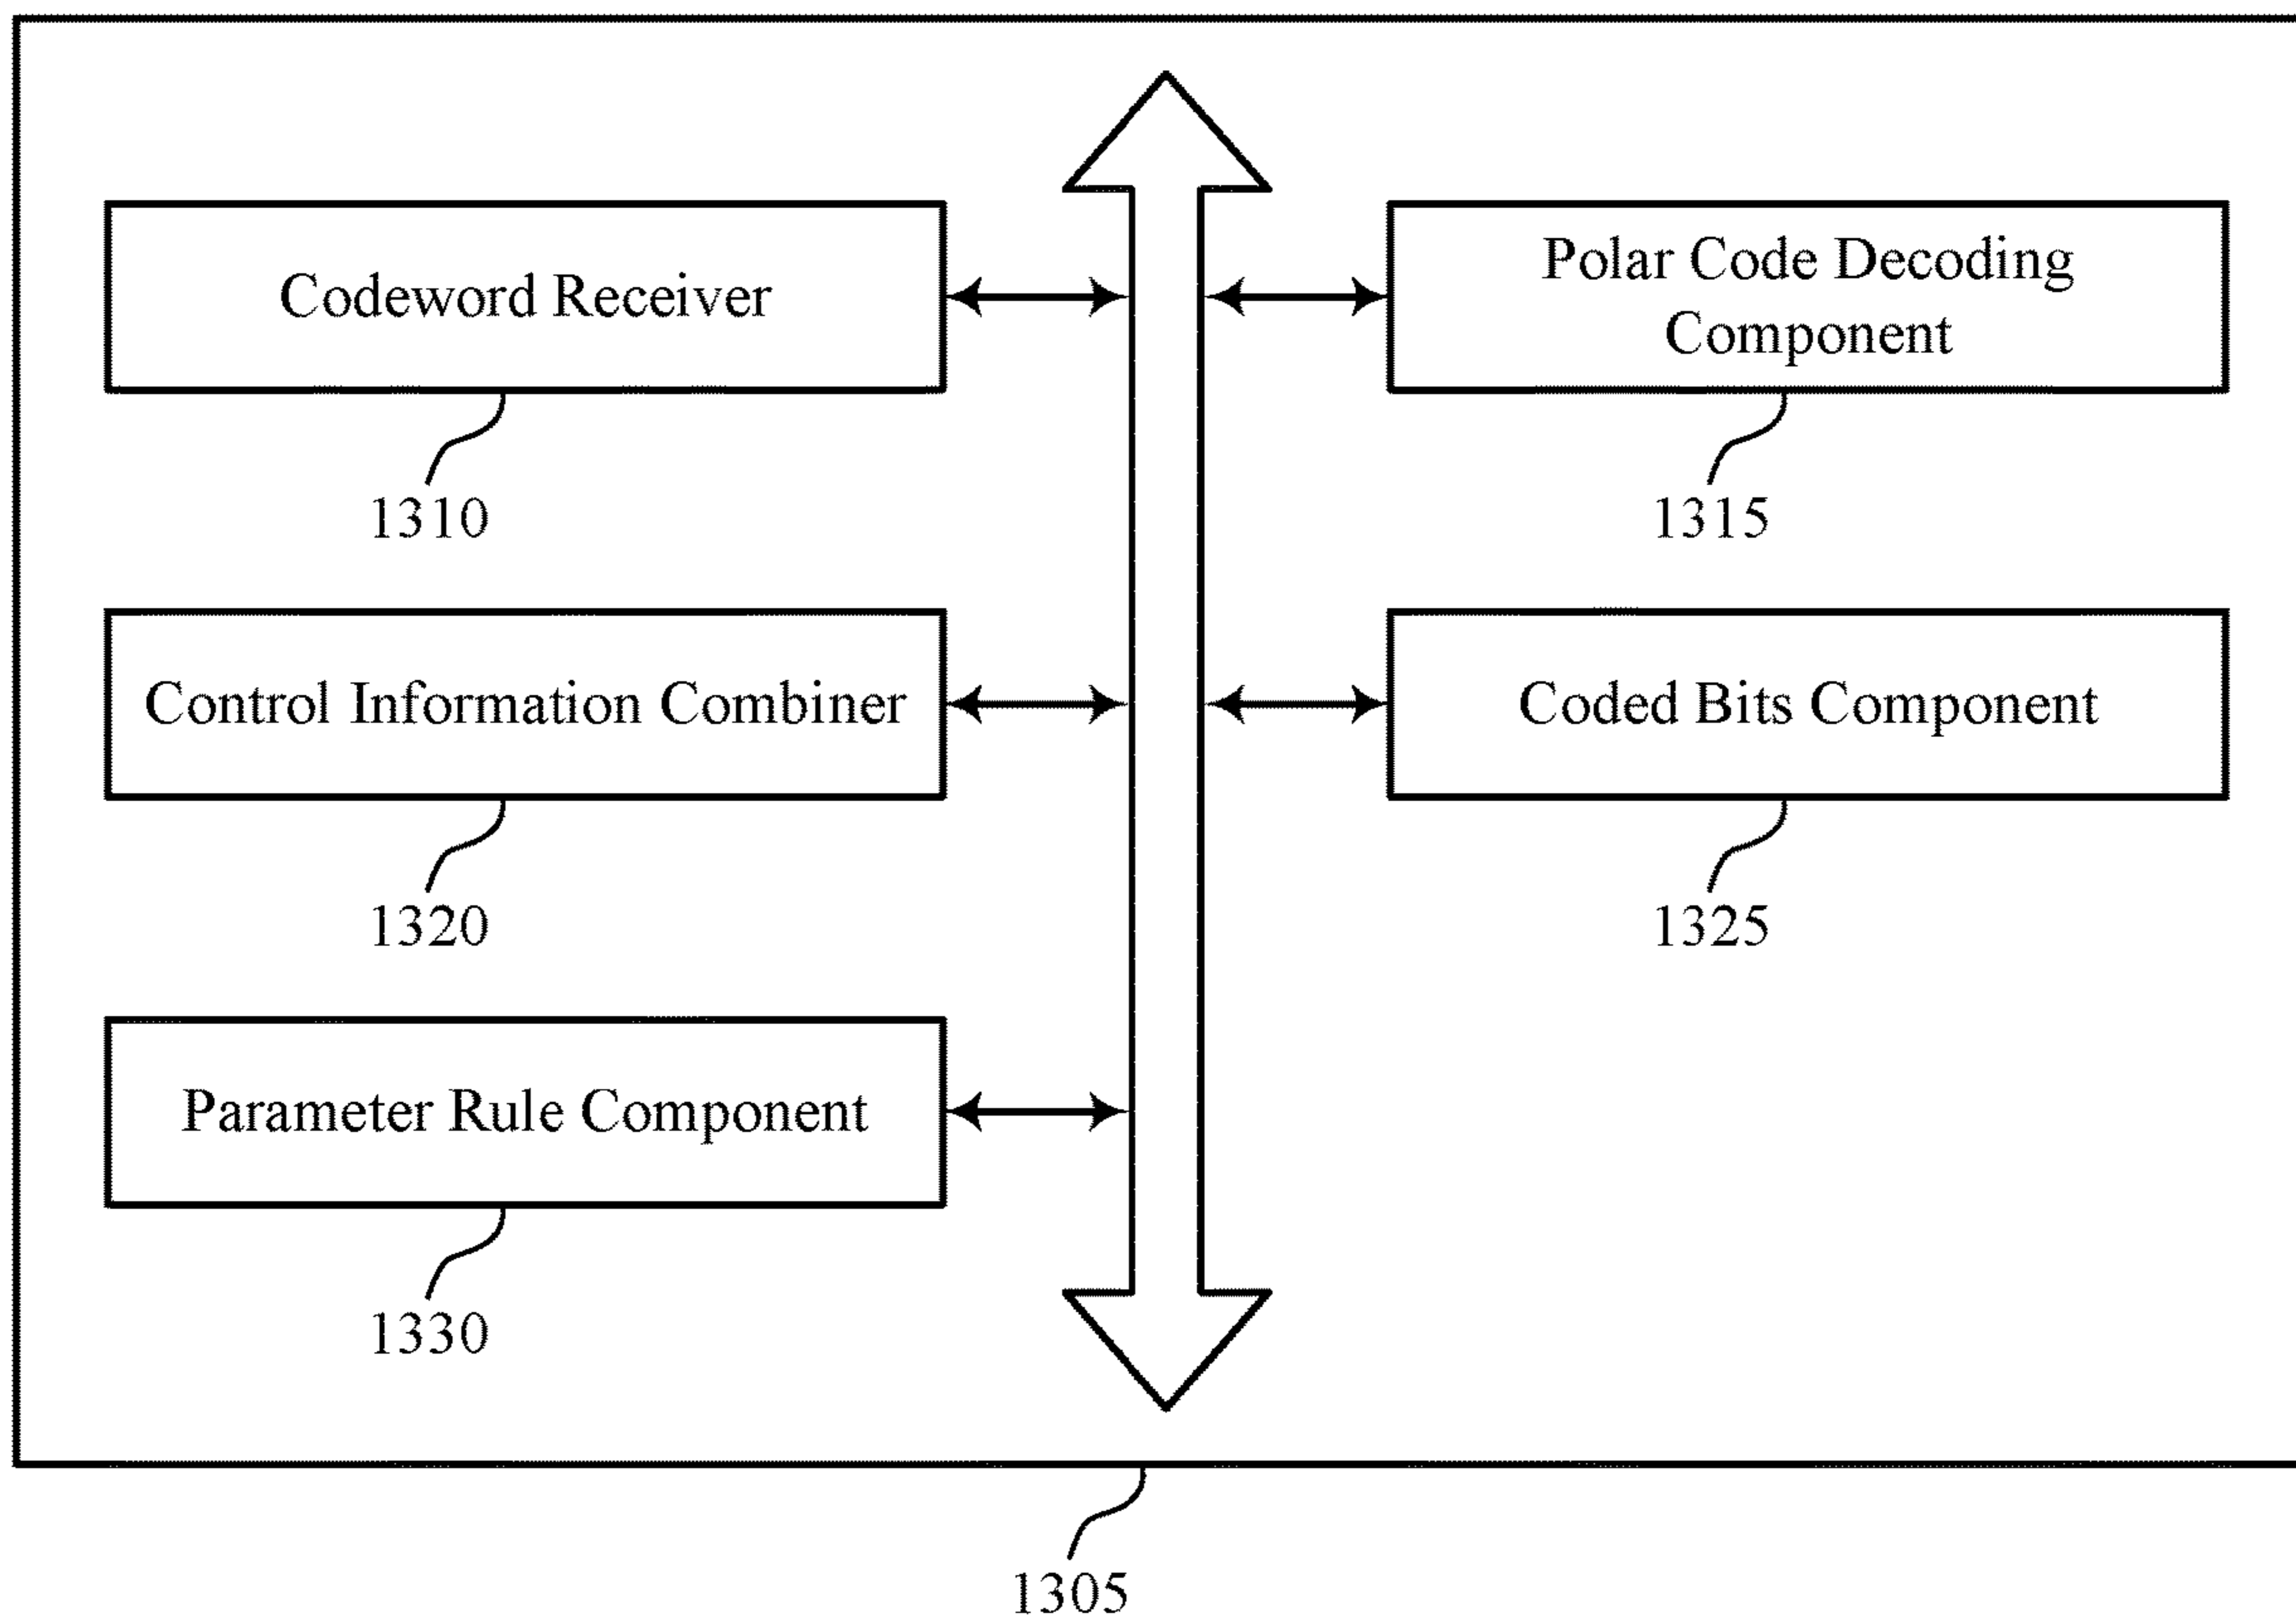 Codeword Receiver
1310
Polar Code Decoding
Component
1315
Control Information Combiner
1320
Coded Bits Component
1325
Parameter Rule Component
1330
1305